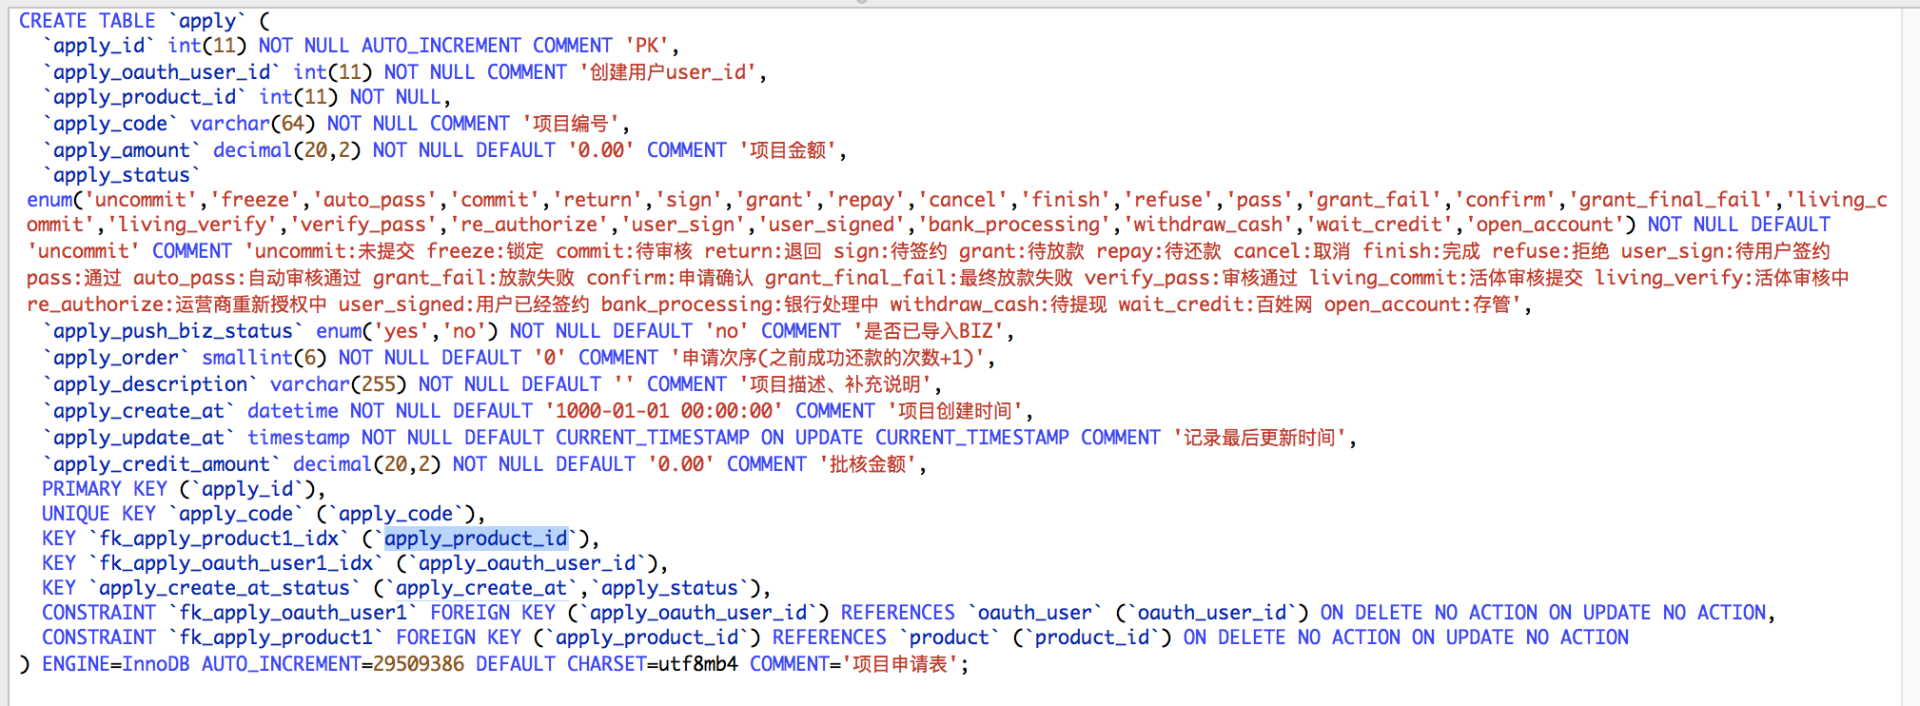 CREATE TABLE `apply` (
`apply_id` int(11) NOT NULL AUTO_INCREMENT COMMENT 'PK',
`apply_oauth_user_id` int(11) NOT NULL COMMENT '创建用户user_id',
`apply_product_id` int(11) NOT NULL,
`apply_code` varchar(64) NOT NULL COMMENT '项目编号',
`apply_amount` decimal(20,2) NOT NULL DEFAULT '0.00' COMMENT '项目金额',
`apply_status`
enum('uncommit','freeze','auto_pass','commit','return','sign','grant','repay','cancel','finish','refuse','pass','grant_fail','confirm','grant_final_fail','living_c
ommit','living_verify','verify_pass','re_authorize','user_sign','user_signed','bank_processing','withdraw_cash','wait_credit','open_account') NOT NULL DEFAULT
'uncommit' COMMENT 'uncommit:未提交 freeze:锁定 commit:待审核 return:退回 sign:待签约 grant:待放款 repay:待还款 cancel:取消 finish:完成 refuse:拒绝 user_sign:待用户签约
pass:通过 auto_pass:自动审核通过 grant_fail:放款失败 confirm:申请确认 grant_final_fail:最终放款失败 verify_pass:审核通过 living_commit:活体审核提交 living_verify:活体审核中
re_authorize:运营商重新授权中 user_signed:用户已经签约 bank_processing:银行处理中 withdraw_cash:待提现 wait_credit:百姓网 open_account:存管',
`apply_push_biz_status` enum('yes','no') NOT NULL DEFAULT 'no' COMMENT '是否已导入BIZ',
`apply_order` smallint(6) NOT NULL DEFAULT '0' COMMENT '申请次序(之前成功还款的次数+1)',
`apply_description` varchar(255) NOT NULL DEFAULT '' COMMENT '项目描述、补充说明',
`apply_create_at` datetime NOT NULL DEFAULT '1000-01-01 00:00:00' COMMENT '项目创建时间',
`apply_update_at` timestamp NOT NULL DEFAULT CURRENT_TIMESTAMP ON UPDATE CURRENT_TIMESTAMP COMMENT '记录最后更新时间',
`apply_credit_amount` decimal(20,2) NOT NULL DEFAULT '0.00' COMMENT '批核金额',
PRIMARY KEY (`apply_id`),
UNIQUE KEY `apply_code` (`apply_code`),
KEY `fk_apply_product1_idx` (`apply_product_id`),
KEY `fk_apply_oauth_user1_idx` (`apply_oauth_user_id`),
KEY `apply_create_at_status` (`apply_create_at`,`apply_status`),
CONSTRAINT `fk_apply_oauth_user1` FOREIGN KEY (`apply_oauth_user_id`) REFERENCES `oauth_user` (`oauth_user_id`) ON DELETE NO ACTION ON UPDATE NO ACTION,
CONSTRAINT `fk_apply_product1` FOREIGN KEY (`apply_product_id`) REFERENCES `product` (`product_id`) ON DELETE NO ACTION ON UPDATE NO ACTION
) ENGINE=InnoDB AUTO_INCREMENT=29509386 DEFAULT CHARSET=utf8mb4 COMMENT='项目申请表';